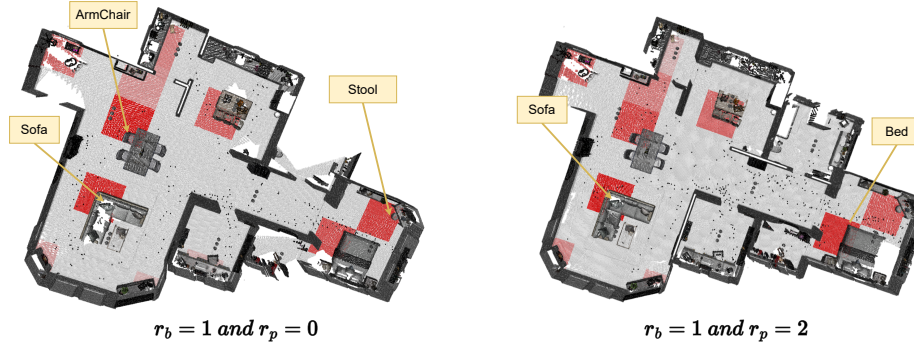 ArmChair
Stool
Sofa
r_b = 1 and r_p = 0
Sofa
Bed
r_b = 1 and r_p = 2